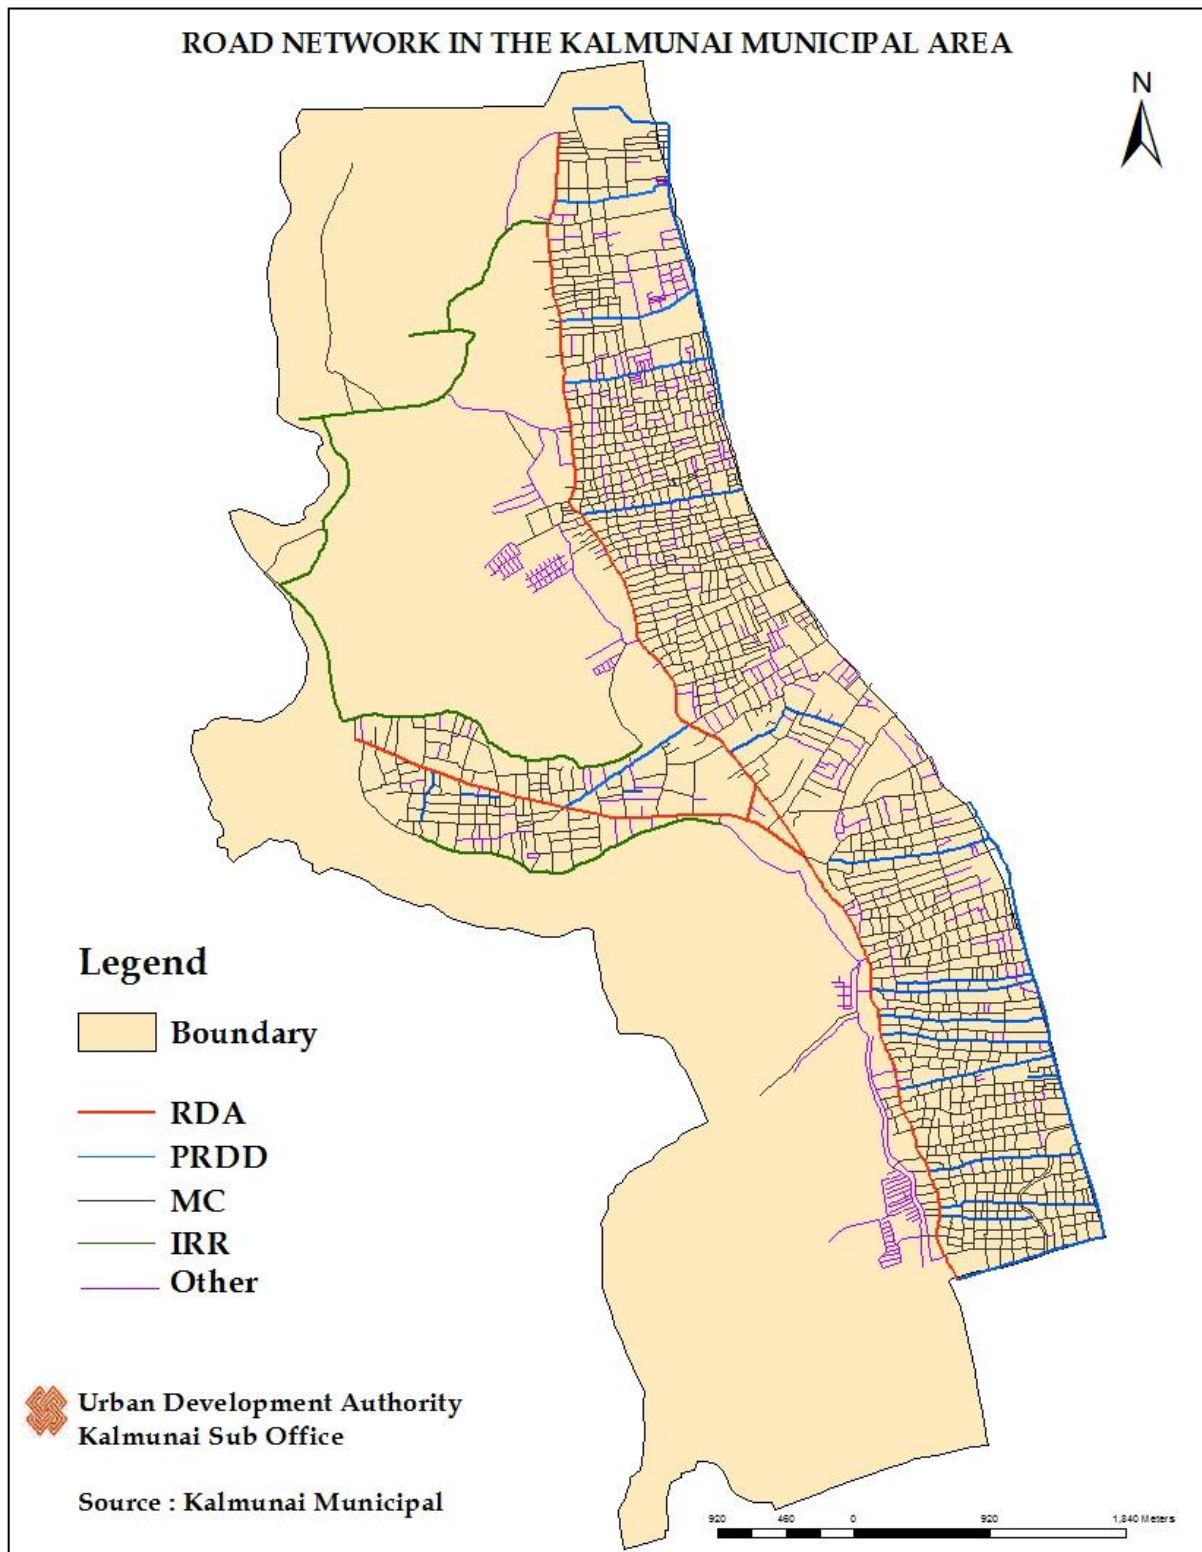 ROAD NETWORK IN THE KALMUNAI MUNICIPAL AREA
N
Legend
Boundary
RDA
PRDD
MC
IRR
Other
Urban Development Authority
Kalmunai Sub Office
Source : Kalmunai Municipal
920 460 0 920 1,840 Meters